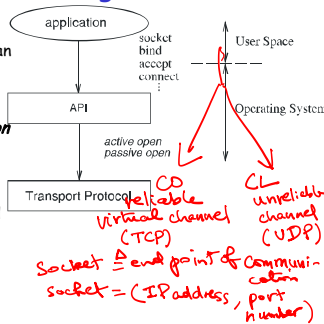 application
socket
bind
accept
connect
...
User Space
API
Operating System
active open
passive open
Transport Protocol
CO
reliable
virtual channel
(TCP)
CL
unreliable
channel
(UDP)
socket ≜ end point of communi-
cation
socket = (IP address, port
number)